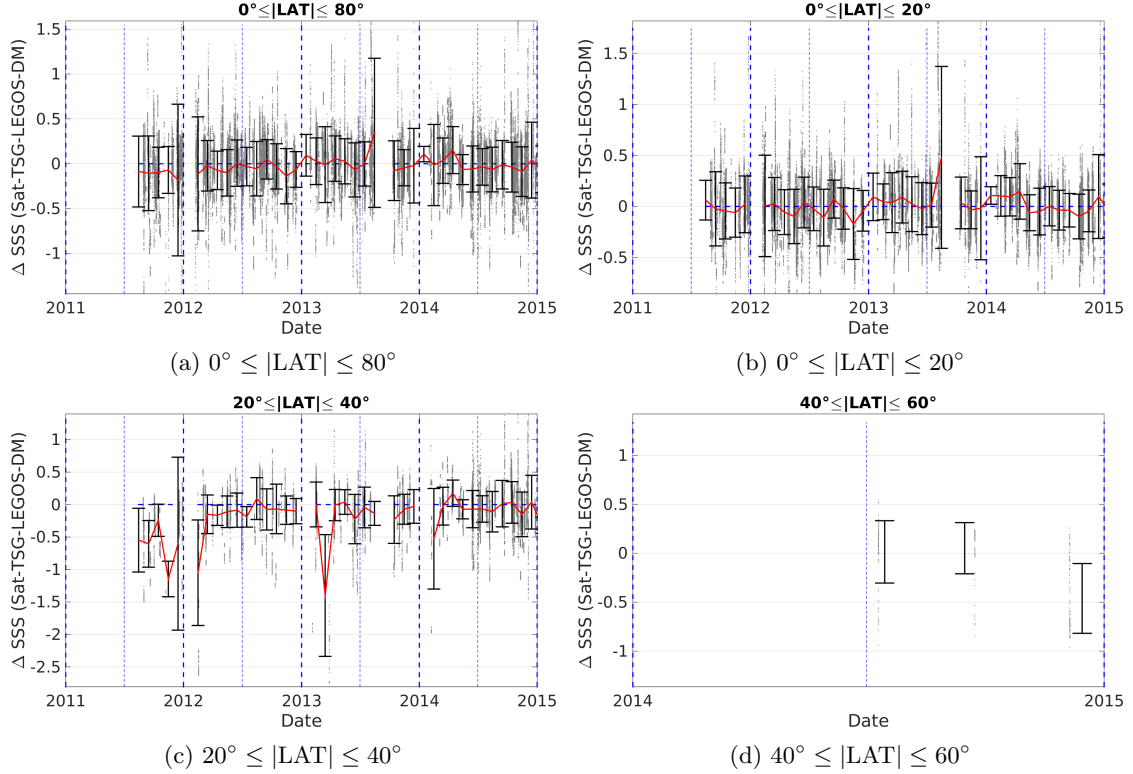 0°≤|LAT|≤ 80°
Δ SSS (Sat-TSG-LEGOS-DM)
1.5
1
0.5
0
-0.5
-1
2011 2012 2013 2014 2015
Date
(a) 0° ≤ |LAT| ≤ 80°
0°≤|LAT|≤ 20°
Δ SSS (Sat-TSG-LEGOS-DM)
1.5
1
0.5
0
-0.5
2011 2012 2013 2014 2015
Date
(b) 0° ≤ |LAT| ≤ 20°
20°≤|LAT|≤ 40°
Δ SSS (Sat-TSG-LEGOS-DM)
1
0.5
0
-0.5
-1
-1.5
-2
-2.5
2011 2012 2013 2014 2015
Date
(c) 20° ≤ |LAT| ≤ 40°
40°≤|LAT|≤ 60°
Δ SSS (Sat-TSG-LEGOS-DM)
1
0.5
0
-0.5
-1
2014 2015
Date
(d) 40° ≤ |LAT| ≤ 60°